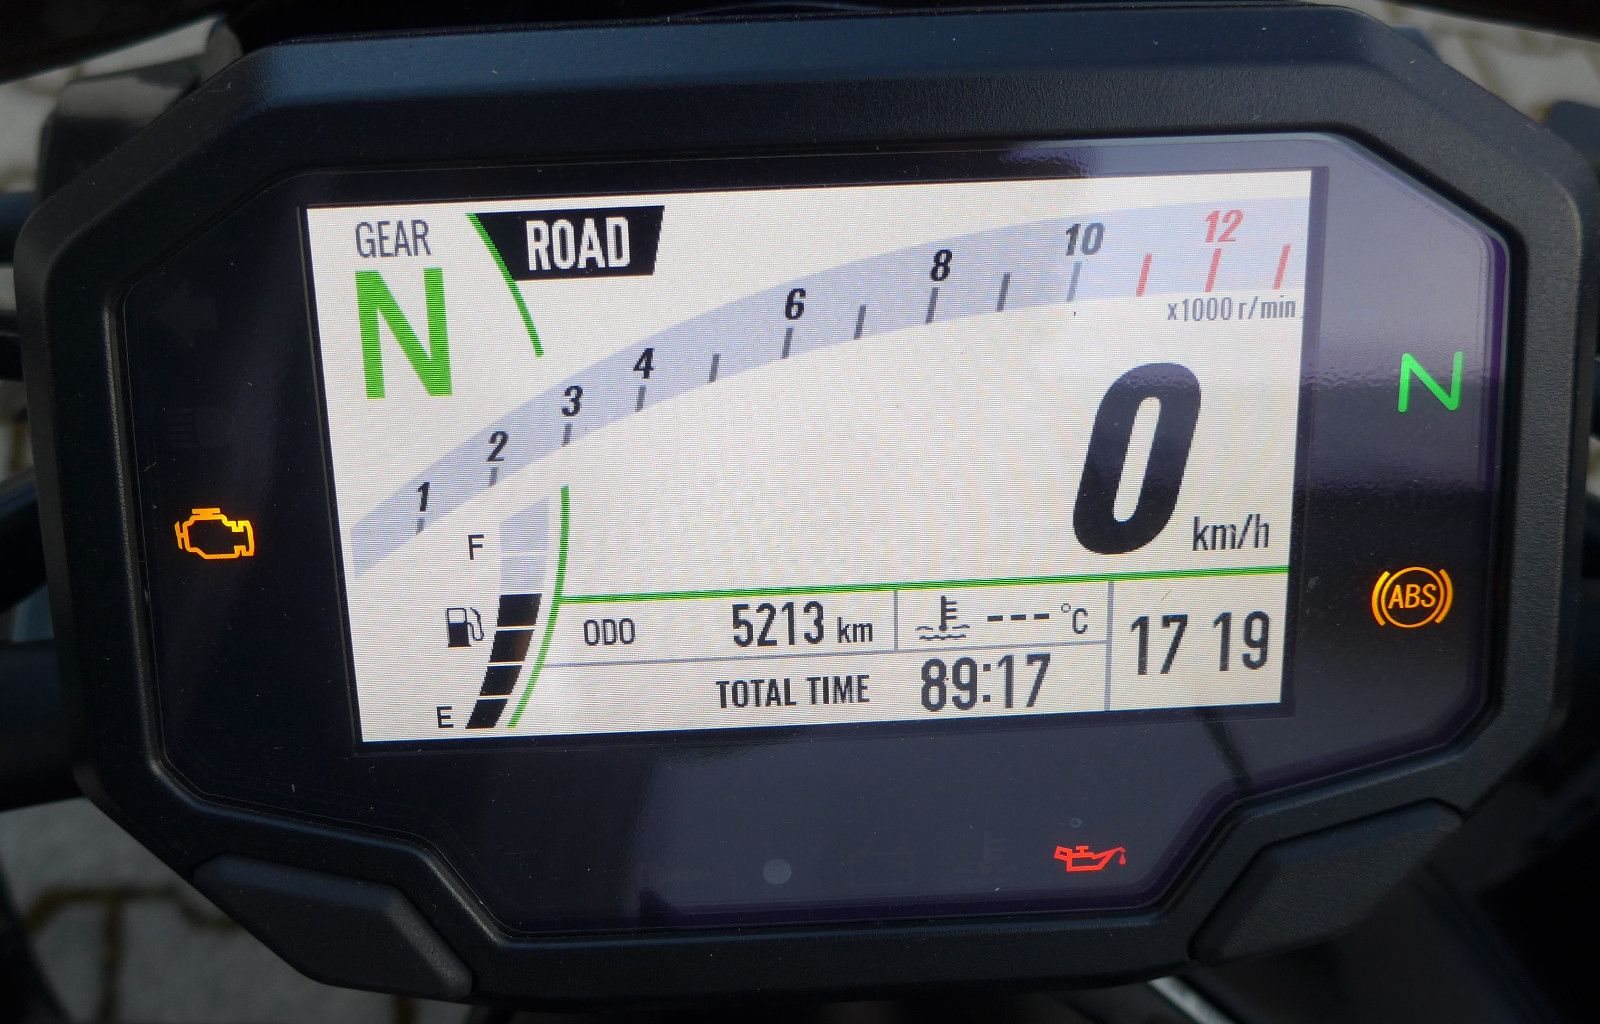 GEAR
ROAD
N
1
2
3
4
6
8
10
12
x1000 r/min
N
0
km/h
F
E
ODO 5213 km
--- °C
17 19
TOTAL TIME 89:17
ABS